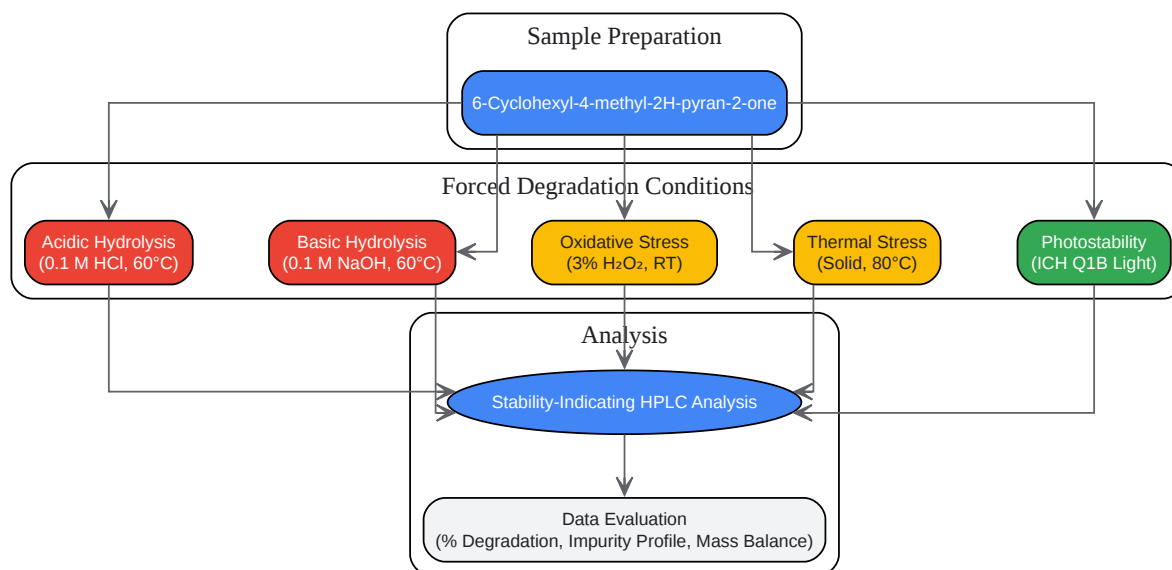 Sample Preparation
6-Cyclohexyl-4-methyl-2H-pyran-2-one
Forced Degradation Conditions
Acidic Hydrolysis
(0.1 M HCl, 60°C)
Basic Hydrolysis
(0.1 M NaOH, 60°C)
Oxidative Stress
(3% H₂O₂, RT)
Thermal Stress
(Solid, 80°C)
Photostability
(ICH Q1B Light)
Analysis
Stability-Indicating HPLC Analysis
Data Evaluation
(% Degradation, Impurity Profile, Mass Balance)